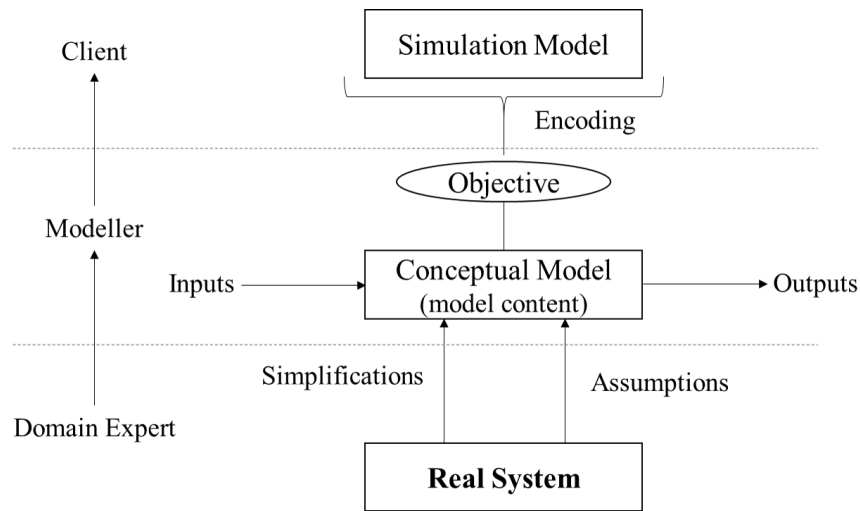 Client
Simulation Model
Encoding
Objective
Modeller
Inputs
Conceptual Model
(model content)
Outputs
Simplifications
Assumptions
Domain Expert
Real System